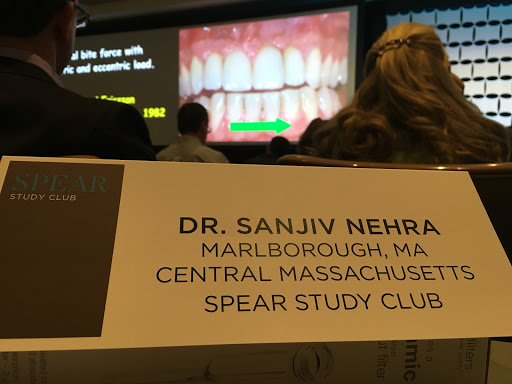 al bite force with
ric and eccentric load.
Ericsson
1982
SPEAR
STUDY CLUB
DR. SANJIV NEHRA
MARLBOROUGH, MA
CENTRAL MASSACHUSETTS
SPEAR STUDY CLUB